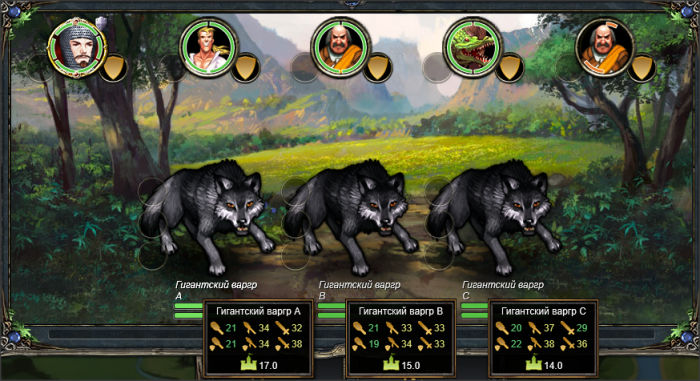 Гигантский варгр
A
Гигантский варгр
B
Гигантский варгр
C
Гигантский варгр A
21 34 32
21 34 38
17.0
Гигантский варгр B
21 33 33
19 34 33
15.0
Гигантский варгр C
20 37 29
22 38 36
14.0